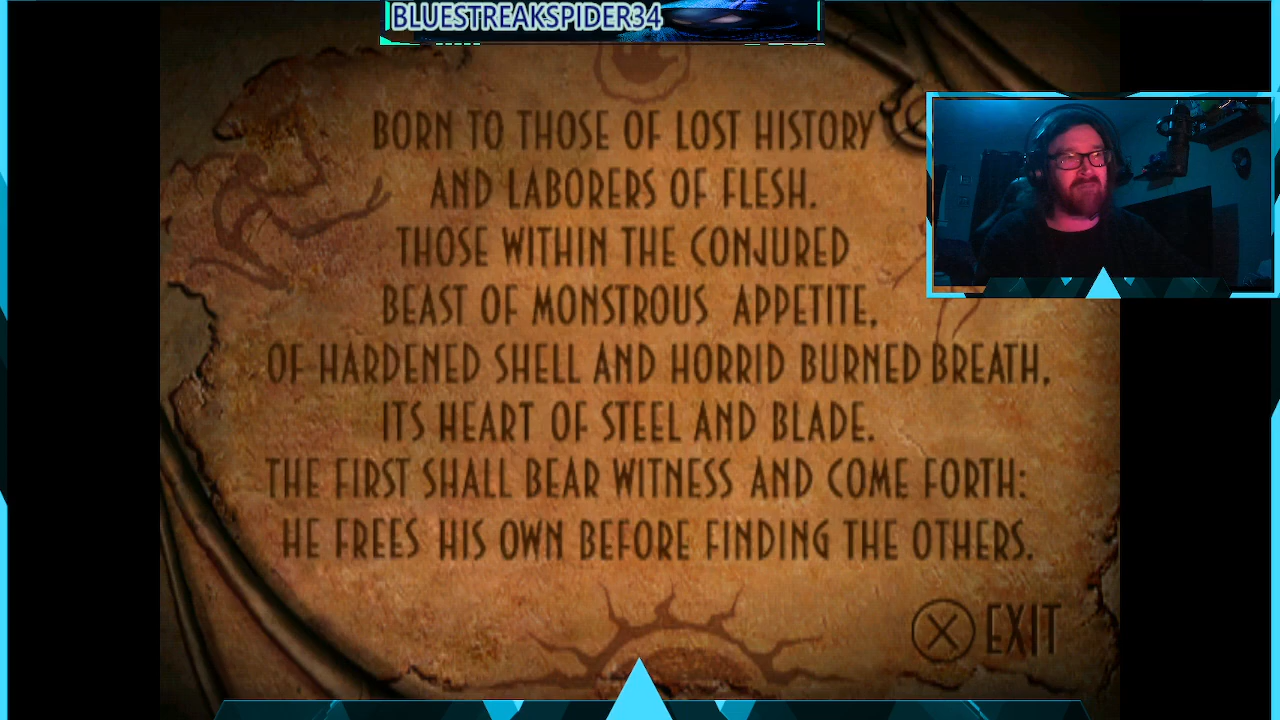 BLUESTREAKSPIDER34
BORN TO THOSE OF LOST HISTORY
AND LABORERS OF FLESH.
THOSE WITHIN THE CONJURED
BEAST OF MONSTROUS APPETITE,
OF HARDENED SHELL AND HORRID BURNED BREATH,
ITS HEART OF STEEL AND BLADE.
THE FIRST SHALL BEAR WITNESS AND COME FORTH:
HE FREES HIS OWN BEFORE FINDING THE OTHERS.
X EXIT